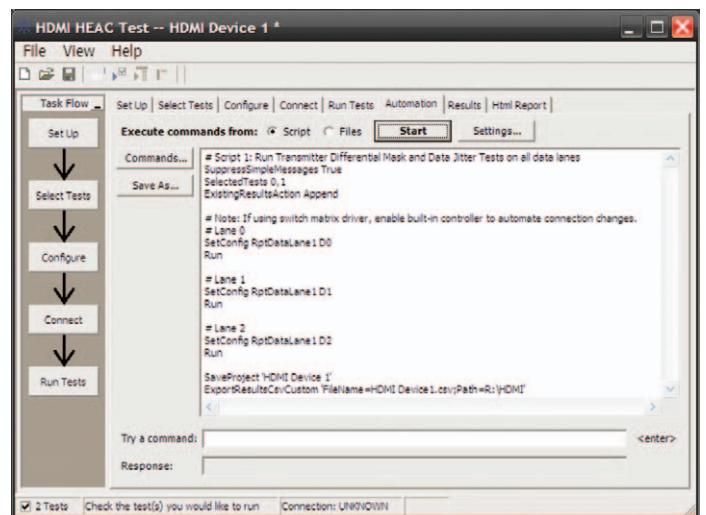 HDMI HEAC Test -- HDMI Device 1 *
File View Help
Task Flow
Set Up | Select Tests | Configure | Connect | Run Tests | Automation | Results | Html Report |
Set Up
Select Tests
Configure
Connect
Run Tests
Execute commands from: Script Files Start Settings...
Commands...
Save As...
# Script 1: Run Transmitter Differential Mask and Data Jitter Tests on all data lanes
SuppressSimpleMessages True
SelectedTests 0,1
ExistingResultsAction Append
# Note: If using switch matrix driver, enable built-in controller to automate connection changes.
# Lane 0
SetConfig RptDataLane1 D0
Run
# Lane 1
SetConfig RptDataLane1 D1
Run
# Lane 2
SetConfig RptDataLane1 D2
Run
SaveProject 'HDMI Device 1'
ExportResultsCsvCustom 'FileName=HDMI Device1.csv;Path=R:\HDMI'
Try a command: <enter>
Response:
2 Tests Check the test(s) you would like to run Connection: UNKNOWN